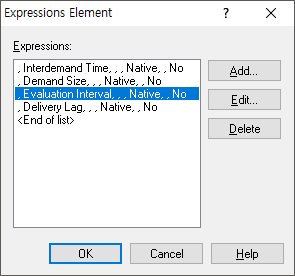 Expressions Element
?
Expressions:
, Interdemand Time, , , Native, , No
, Demand Size, , , Native, , No
, Evaluation Interval, , , Native, , No
, Delivery Lag, , , Native, , No
<End of list>
Add...
Edit...
Delete
OK
Cancel
Help